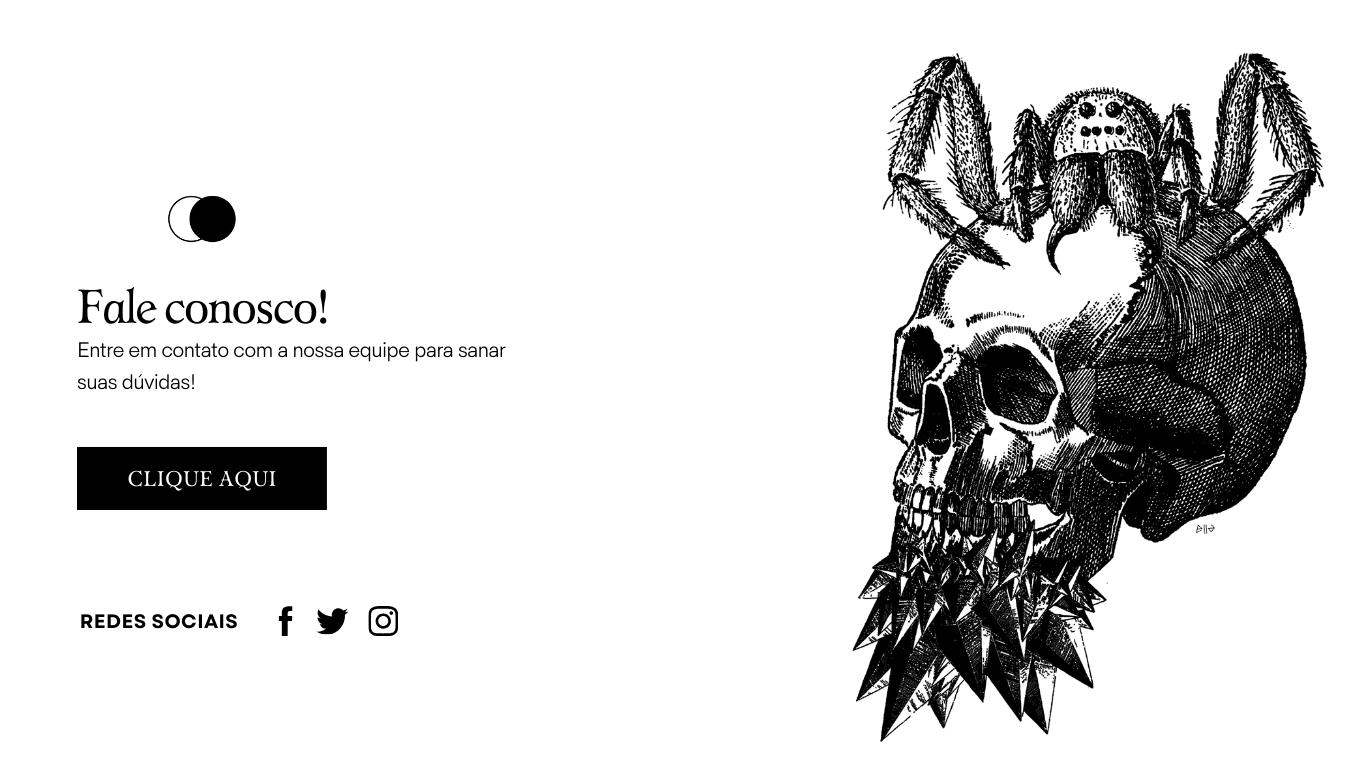 Fale conosco!
Entre em contato com a nossa equipe para sanar
suas dúvidas!
CLIQUE AQUI
REDES SOCIAIS